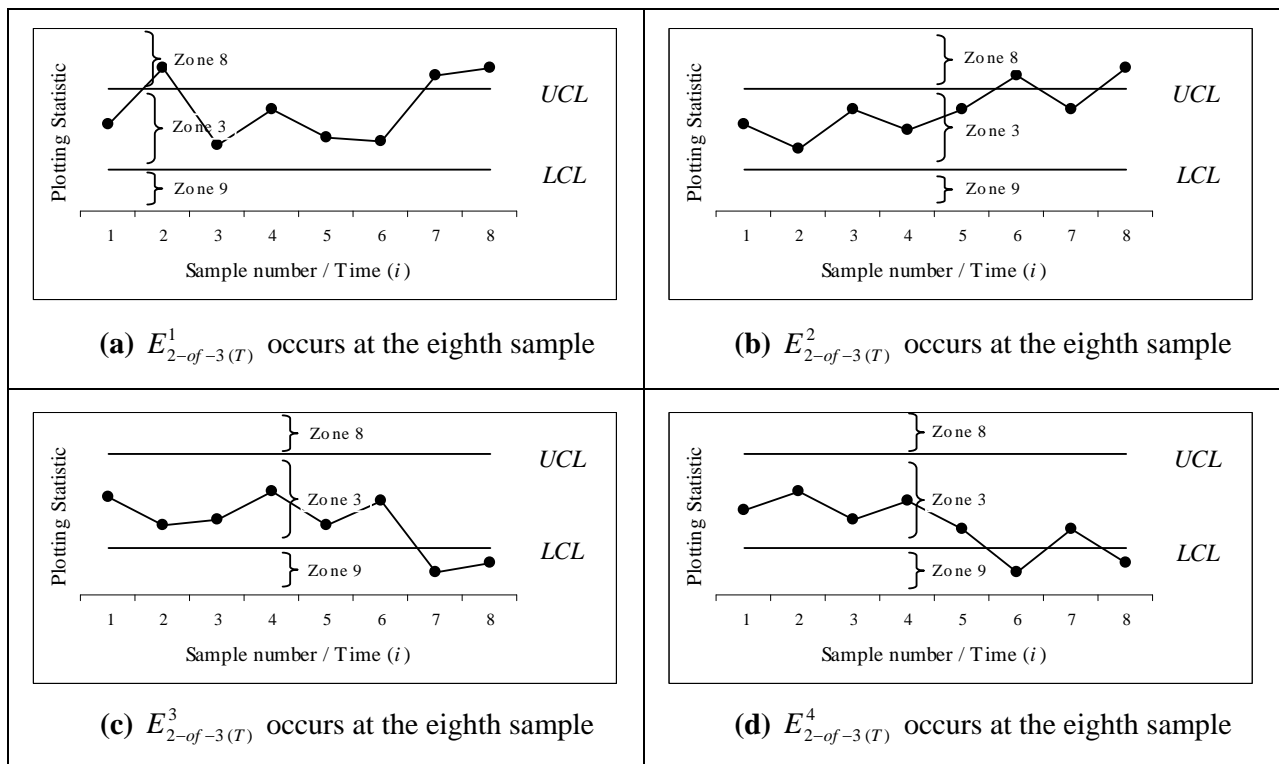 Plotting Statistic
Zone 8
UCL
Zone 3
LCL
Zone 9
1 2 3 4 5 6 7 8
Sample number / Time (i)
(a) E^1_{2-of-3(T)} occurs at the eighth sample
Plotting Statistic
Zone 8
UCL
Zone 3
LCL
Zone 9
1 2 3 4 5 6 7 8
Sample number / Time (i)
(b) E^2_{2-of-3(T)} occurs at the eighth sample
Plotting Statistic
Zone 8
UCL
Zone 3
LCL
Zone 9
1 2 3 4 5 6 7 8
Sample number / Time (i)
(c) E^3_{2-of-3(T)} occurs at the eighth sample
Plotting Statistic
Zone 8
UCL
Zone 3
LCL
Zone 9
1 2 3 4 5 6 7 8
Sample number / Time (i)
(d) E^4_{2-of-3(T)} occurs at the eighth sample